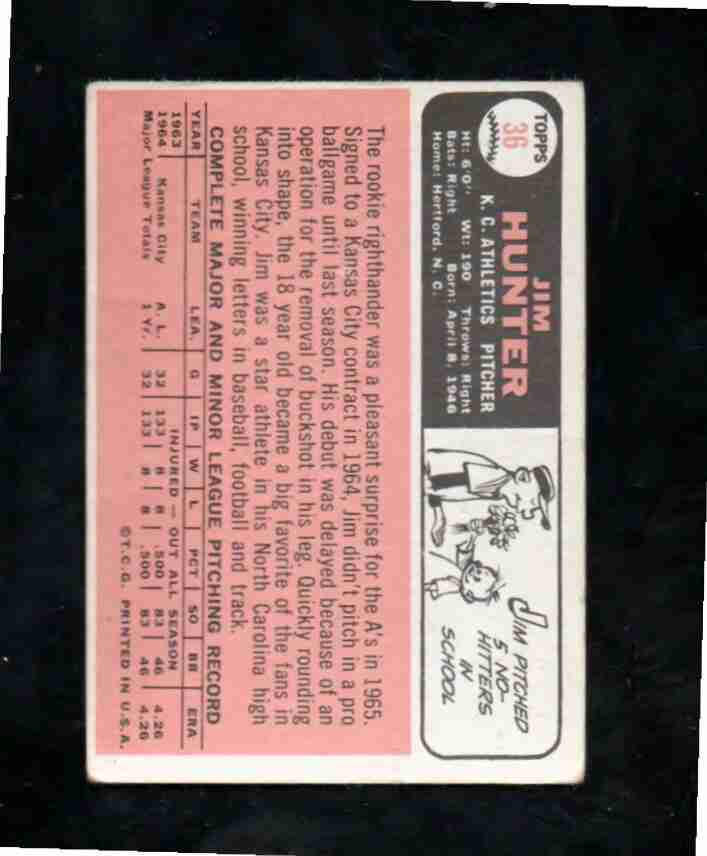 TOPPS
36
JIM
HUNTER
K. C. ATHLETICS PITCHER
Ht: 6'0" Wt: 190 Throws: Right
Bats: Right Born: April 8, 1946
Home: Hertford, N. C.
JIM PITCHED
5 NO-
HITTERS
IN
SCHOOL
The rookie righthander was a pleasant surprise for the A's in 1965.
Signed to a Kansas City contract in 1964, Jim didn't pitch in a pro
ballgame until last season. His debut was delayed because of an
operation for the removal of buckshot in his leg. Quickly rounding
into shape, the 18 year old became a big favorite of the fans in
Kansas City. Jim was a star athlete in his North Carolina high
school, winning letters in baseball, football and track.
COMPLETE MAJOR AND MINOR LEAGUE PITCHING RECORD
YEAR TEAM LEA. G IP W L PCT SO BB ERA
1963 INJURED — OUT ALL SEASON
1964 Kansas City A. L. 32 133 8 8 .500 83 46 4.26
Major League Totals 1 Yr. 32 133 8 8 .500 83 46 4.26
©T.C.G. PRINTED IN U.S.A.